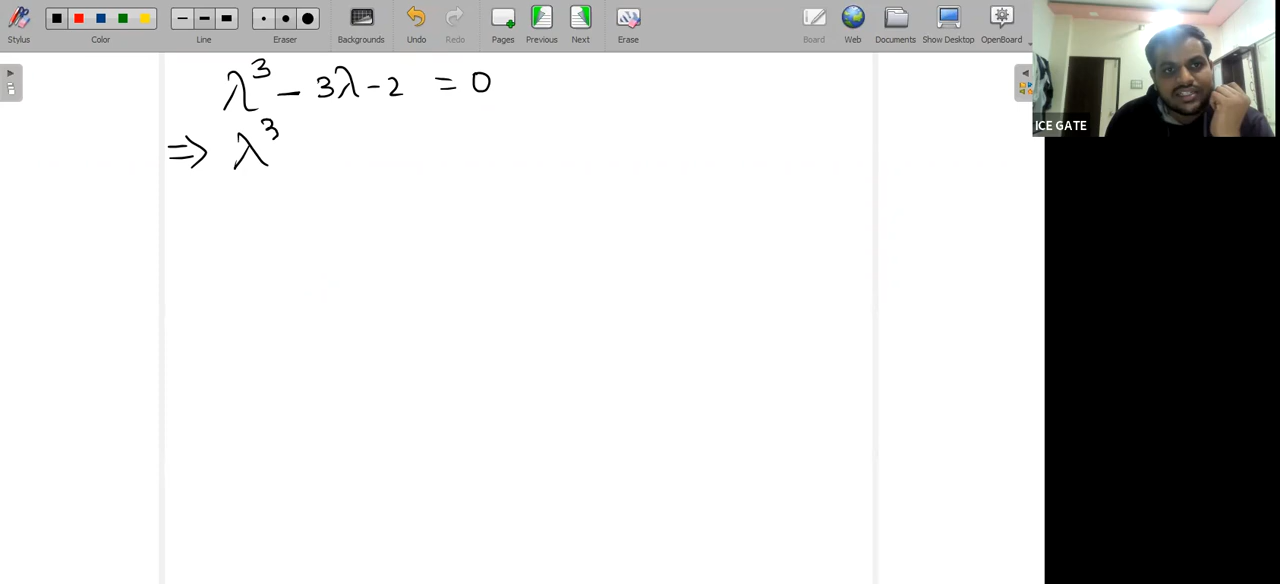 Stylus
Color
Line
Eraser
Backgrounds
Undo
Redo
Pages
Previous
Next
Erase
Board
Web
Documents
Show Desktop
OpenBoard
λ³ − 3λ − 2 = 0
⇒ λ³
ICE GATE